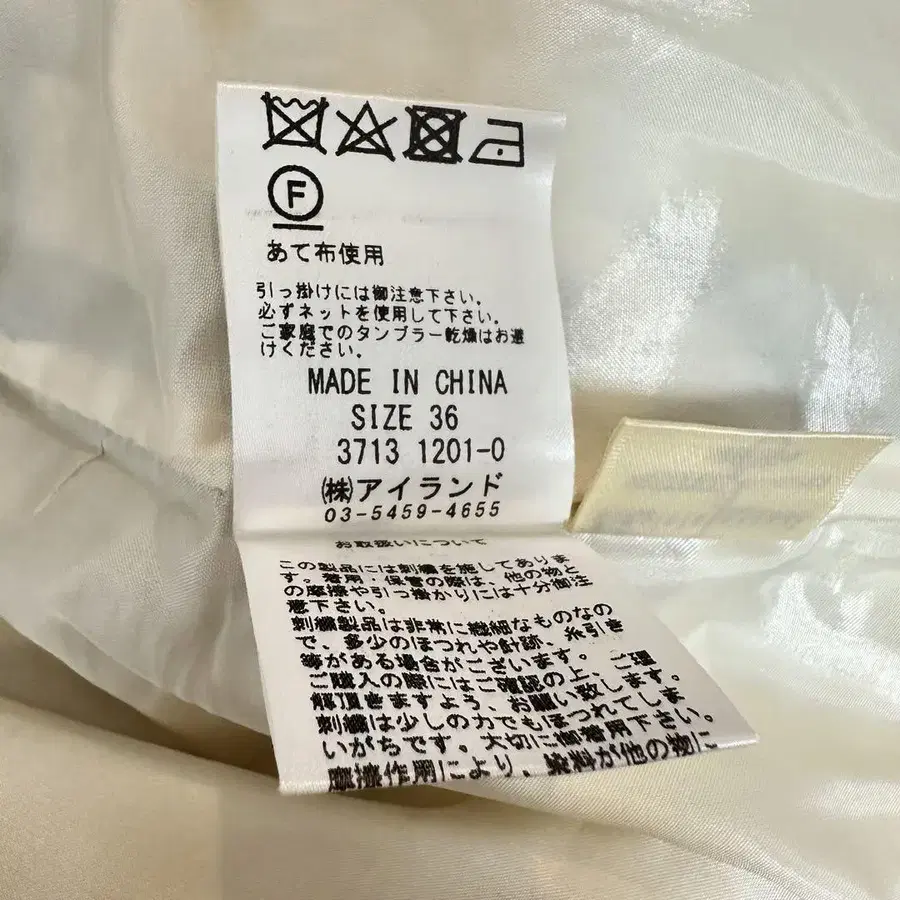 F
あて布使用
引っ掛けには御注意下さい。
必ずネットを使用して下さい。
ご家庭でのタンブラー乾燥はお避
けください。
MADE IN CHINA
SIZE 36
3713 1201-0
㈱アイランド
03-5459-4655
お取扱いについて
この製品には刺繍を施してありま
す。着用・保管の際は、他の物と
の摩擦や引っ掛かりには十分御注
意下さい。
刺繍製品は非常に繊細なものなの
で、多少のほつれや針跡、糸引き
等がある場合がございます。
ご購入の際にはご確認の上、ご理
解頂きますよう、お願い致します。
刺繍は少しの力でもほつれてしま
いがちです。大切に御着用下さい。
摩擦作用により、染料が他の物に